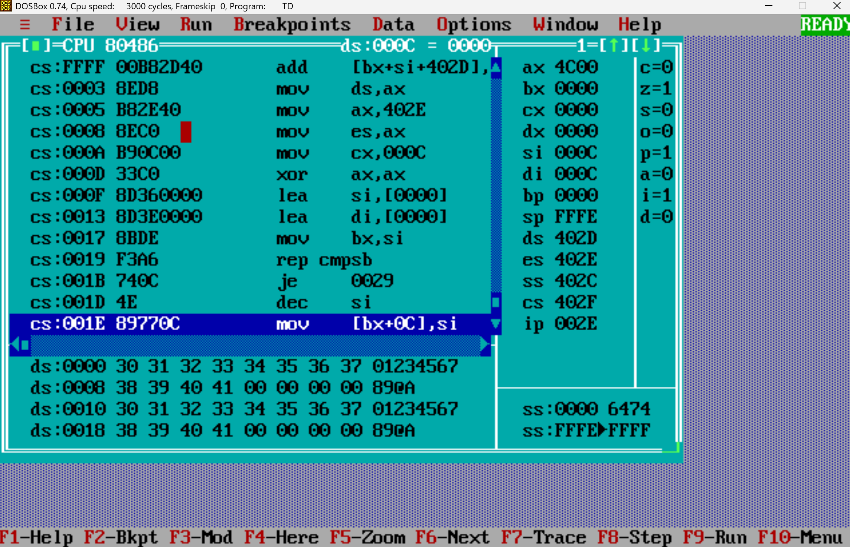 DOSBox 0.74, Cpu speed: 3000 cycles, Frameskip 0, Program: TD
≡ File View Run Breakpoints Data Options Window Help READY
[■]=CPU 80486 ds:000C = 0000 1=[↑][↓]
cs:FFFF 00B82D40 add [bx+si+402D], ▲ ax 4C00 c=0
cs:0003 8ED8 mov ds,ax bx 0000 z=1
cs:0005 B82E40 mov ax,402E cx 0000 s=0
cs:0008 8EC0 mov es,ax dx 0000 o=0
cs:000A B90C00 mov cx,000C si 000C p=1
cs:000D 33C0 xor ax,ax di 000C a=0
cs:000F 8D360000 lea si,[0000] bp 0000 i=1
cs:0013 8D3E0000 lea di,[0000] sp FFFE d=0
cs:0017 8BDE mov bx,si ds 402D
cs:0019 F3A6 rep cmpsb es 402E
cs:001B 740C je 0029 ss 402C
cs:001D 4E dec si cs 402F
cs:001E 89770C mov [bx+0C],si ▼ ip 002E
ds:0000 30 31 32 33 34 35 36 37 01234567
ds:0008 38 39 40 41 00 00 00 00 89@A
ds:0010 30 31 32 33 34 35 36 37 01234567 ss:0000 6474
ds:0018 38 39 40 41 00 00 00 00 89@A ss:FFFE►FFFF
F1-Help F2-Bkpt F3-Mod F4-Here F5-Zoom F6-Next F7-Trace F8-Step F9-Run F10-Menu